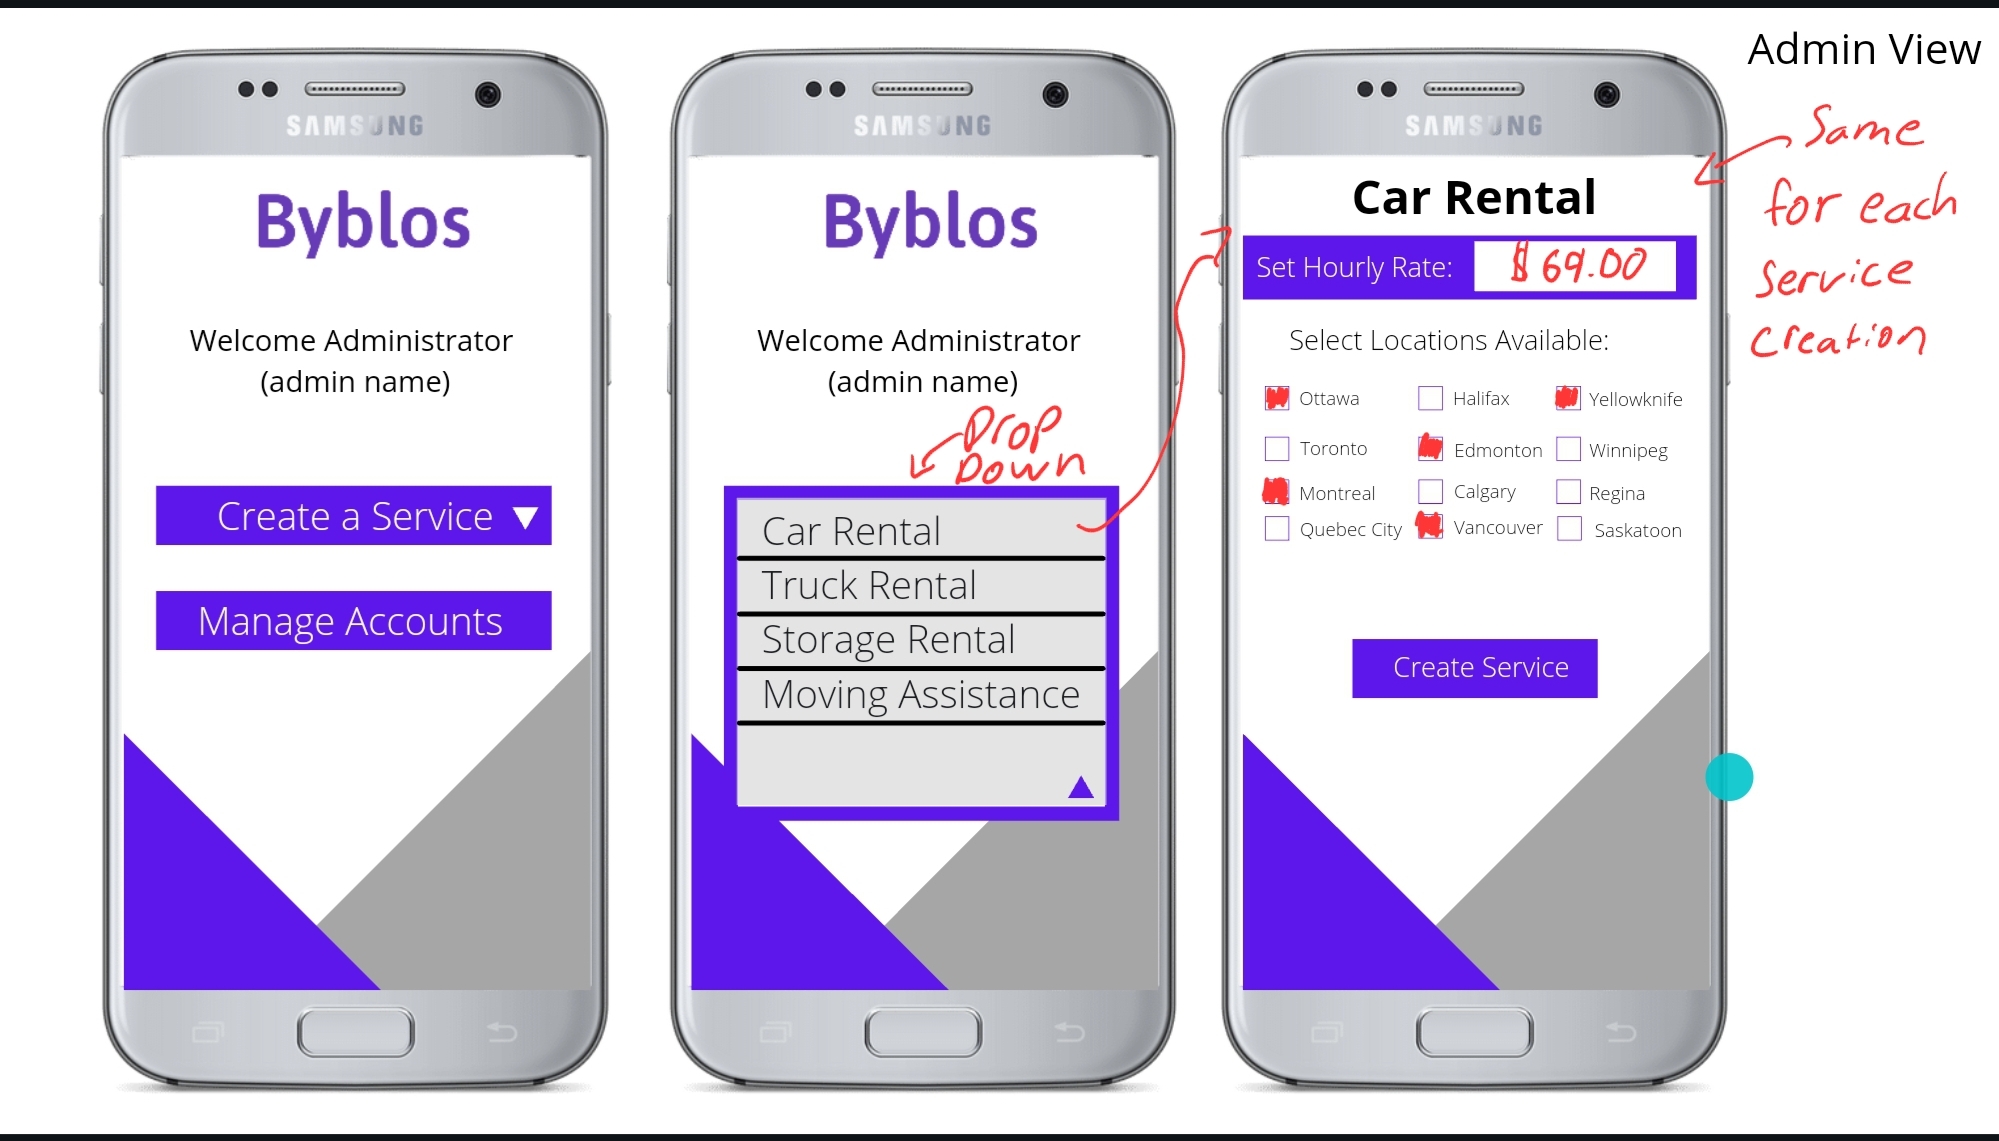 Admin View
SAMSUNG
Byblos
Welcome Administrator
(admin name)
Create a Service
Manage Accounts
SAMSUNG
Byblos
Welcome Administrator
(admin name)
Drop
Down
Car Rental
Truck Rental
Storage Rental
Moving Assistance
SAMSUNG
Car Rental
Set Hourly Rate: $ 69.00
Select Locations Available:
Ottawa Halifax Yellowknife
Toronto Edmonton Winnipeg
Montreal Calgary Regina
Quebec City Vancouver Saskatoon
Create Service
Same
for each
service
creation